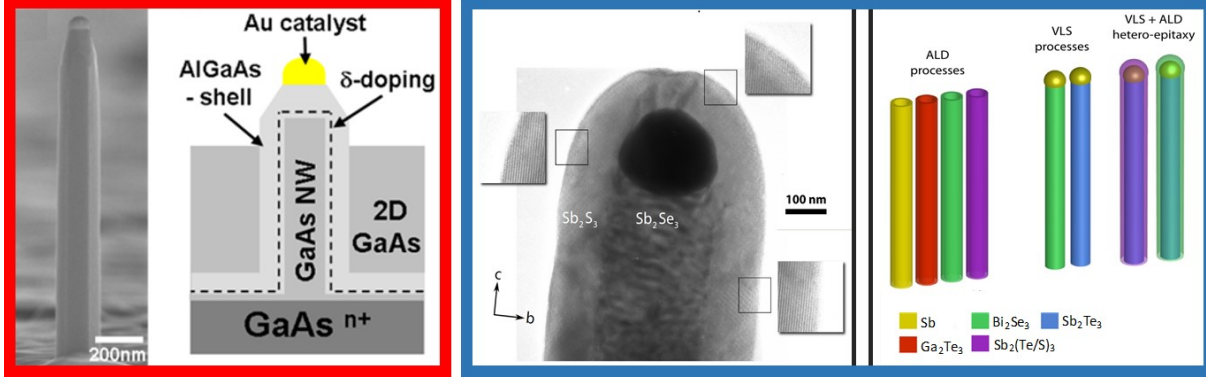 Au catalyst
AlGaAs
- shell
δ-doping
GaAs NW
2D
GaAs
GaAs n+
200nm
Sb₂S₃
Sb₂Se₃
100 nm
c
b
ALD
processes
VLS
processes
VLS + ALD
hetero-epitaxy
Sb
Bi₂Se₃
Sb₂Te₃
Ga₂Te₃
Sb₂(Te/S)₃